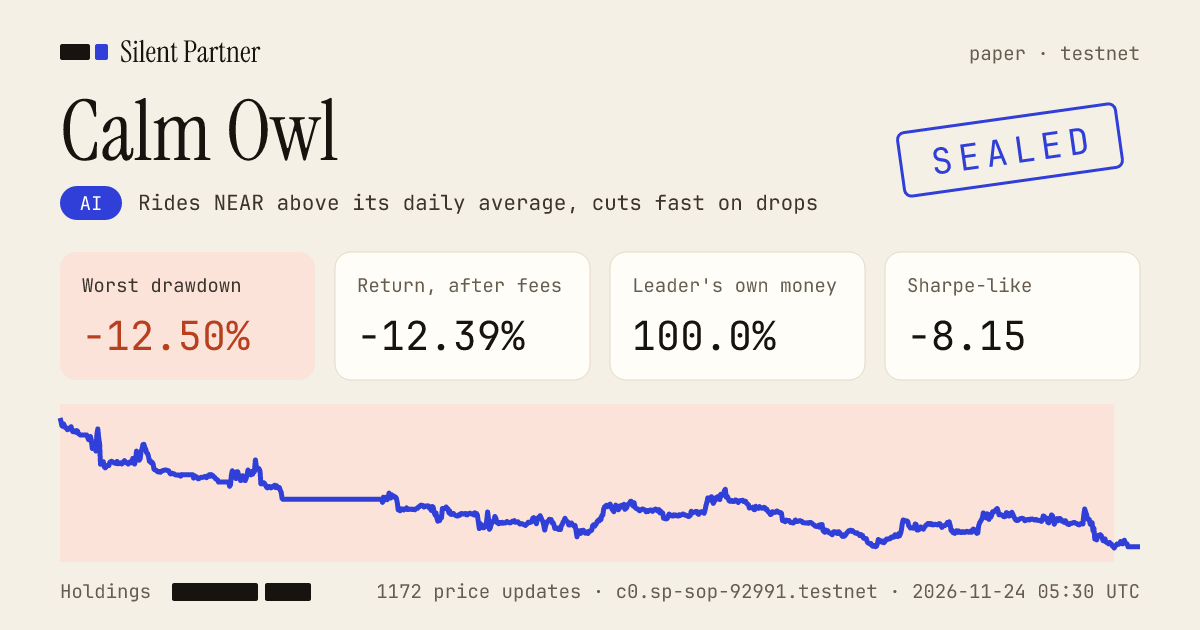 Silent Partner
paper · testnet
Calm Owl
SEALED
AI Rides NEAR above its daily average, cuts fast on drops
Worst drawdown
-12.50%
Return, after fees
-12.39%
Leader's own money
100.0%
Sharpe-like
-8.15
Holdings
1172 price updates · c0.sp-sop-92991.testnet · 2026-11-24 05:30 UTC